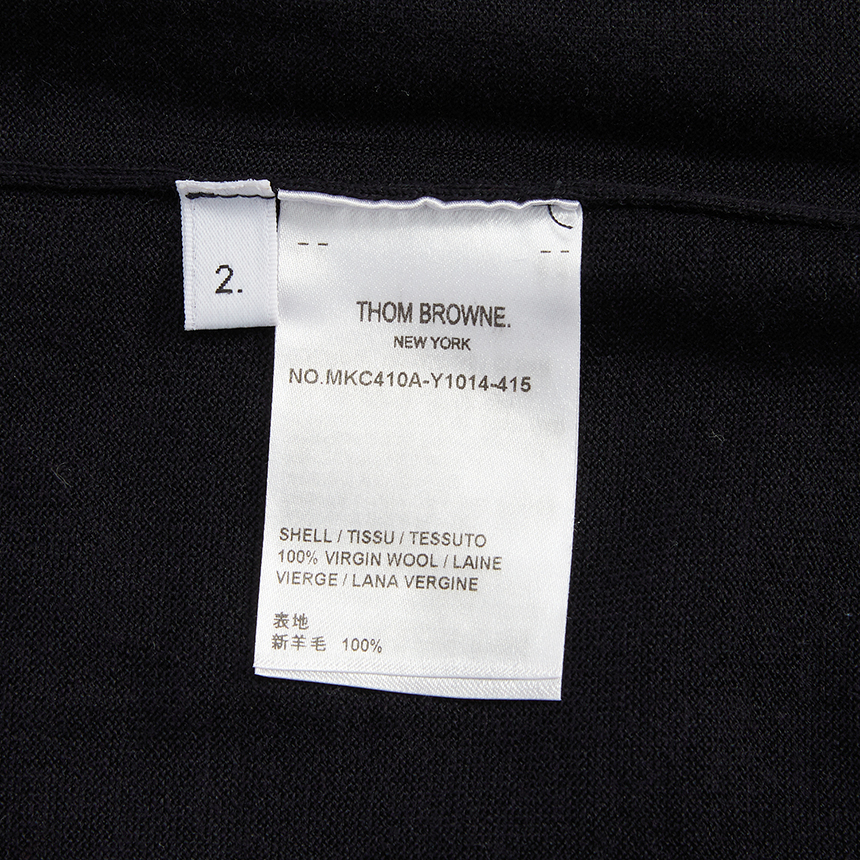 2.
THOM BROWNE.
NEW YORK
NO.MKC410A-Y1014-415
SHELL / TISSU / TESSUTO
100% VIRGIN WOOL / LAINE
VIERGE / LANA VERGINE
表地
新羊毛 100%